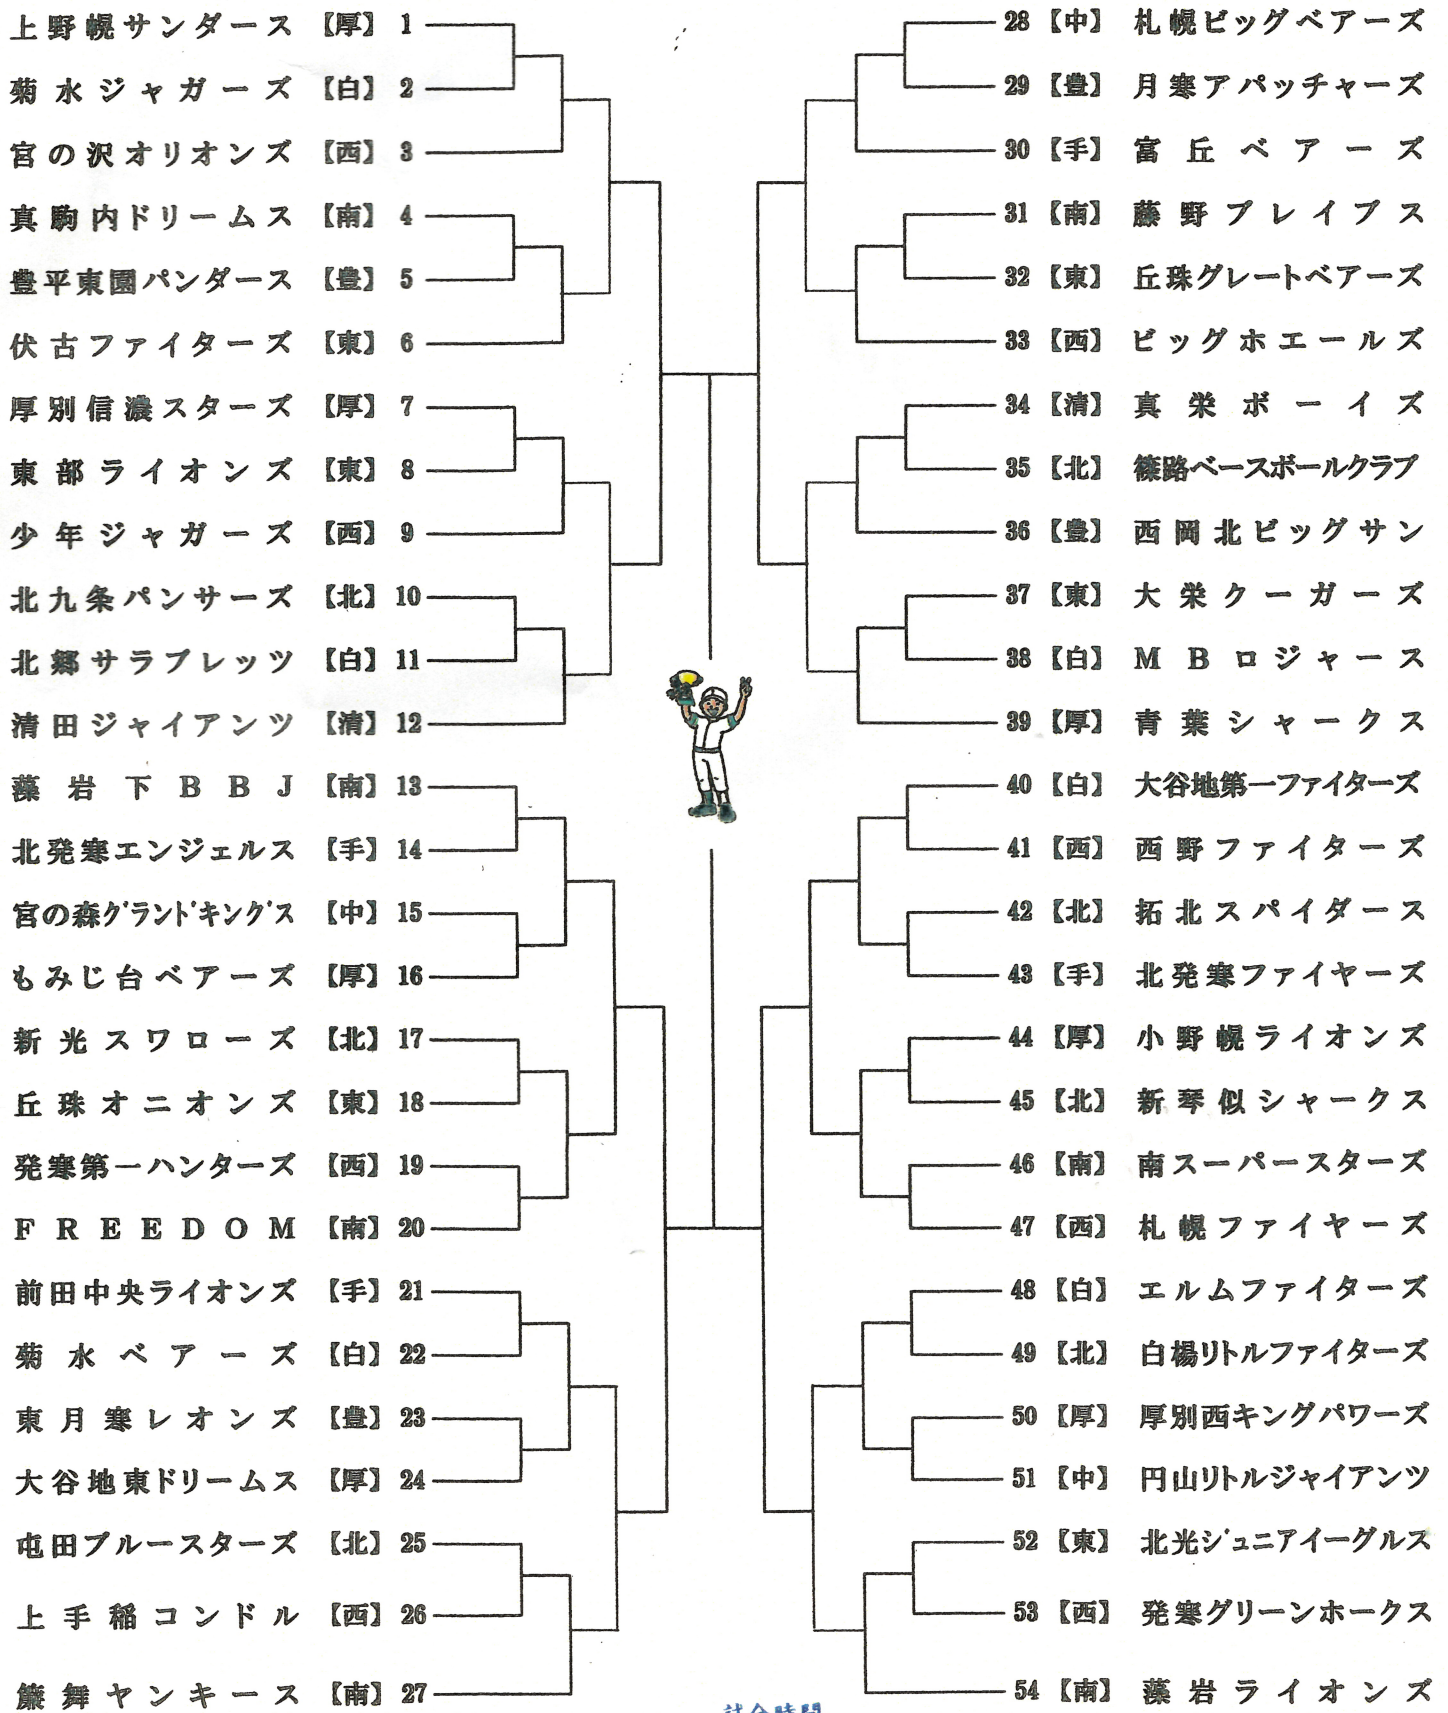 上野幌サンダース 【厚】 1
菊水ジャガーズ 【白】 2
宮の沢オリオンズ 【西】 3
真駒内ドリームス 【南】 4
豊平東園パンダース 【豊】 5
伏古ファイターズ 【東】 6
厚別信濃スターズ 【厚】 7
東部ライオンズ 【東】 8
少年ジャガーズ 【西】 9
北九条パンサーズ 【北】 10
北郷サラブレッツ 【白】 11
清田ジャイアンツ 【清】 12
藻岩下BBJ 【南】 13
北発寒エンジェルス 【手】 14
宮の森グランドキングス 【中】 15
もみじ台ベアーズ 【厚】 16
新光スワローズ 【北】 17
丘珠オニオンズ 【東】 18
発寒第一ハンターズ 【西】 19
FREEDOM 【南】 20
前田中央ライオンズ 【手】 21
菊水ベアーズ 【白】 22
東月寒レオンズ 【豊】 23
大谷地東ドリームス 【厚】 24
屯田ブルースターズ 【北】 25
上手稲コンドル 【西】 26
簾舞ヤンキース 【南】 27
28 【中】 札幌ビッグベアーズ
29 【豊】 月寒アパッチャーズ
30 【手】 富丘ベアーズ
31 【南】 藤野ブレイブス
32 【東】 丘珠グレートベアーズ
33 【西】 ビッグホエールズ
34 【清】 真栄ボーイズ
35 【北】 篠路ベースボールクラブ
36 【豊】 西岡北ビッグサン
37 【東】 大栄クーガーズ
38 【白】 MBロジャース
39 【厚】 青葉シャークス
40 【白】 大谷地第一ファイターズ
41 【西】 西野ファイターズ
42 【北】 拓北スパイダース
43 【手】 北発寒ファイヤーズ
44 【厚】 小野幌ライオンズ
45 【北】 新琴似シャークス
46 【南】 南スーパースターズ
47 【西】 札幌ファイヤーズ
48 【白】 エルムファイターズ
49 【北】 白楊リトルファイターズ
50 【厚】 厚別西キングパワーズ
51 【中】 円山リトルジャイアンツ
52 【東】 北光ジュニアイーグルス
53 【西】 発寒グリーンホークス
54 【南】 藻岩ライオンズ